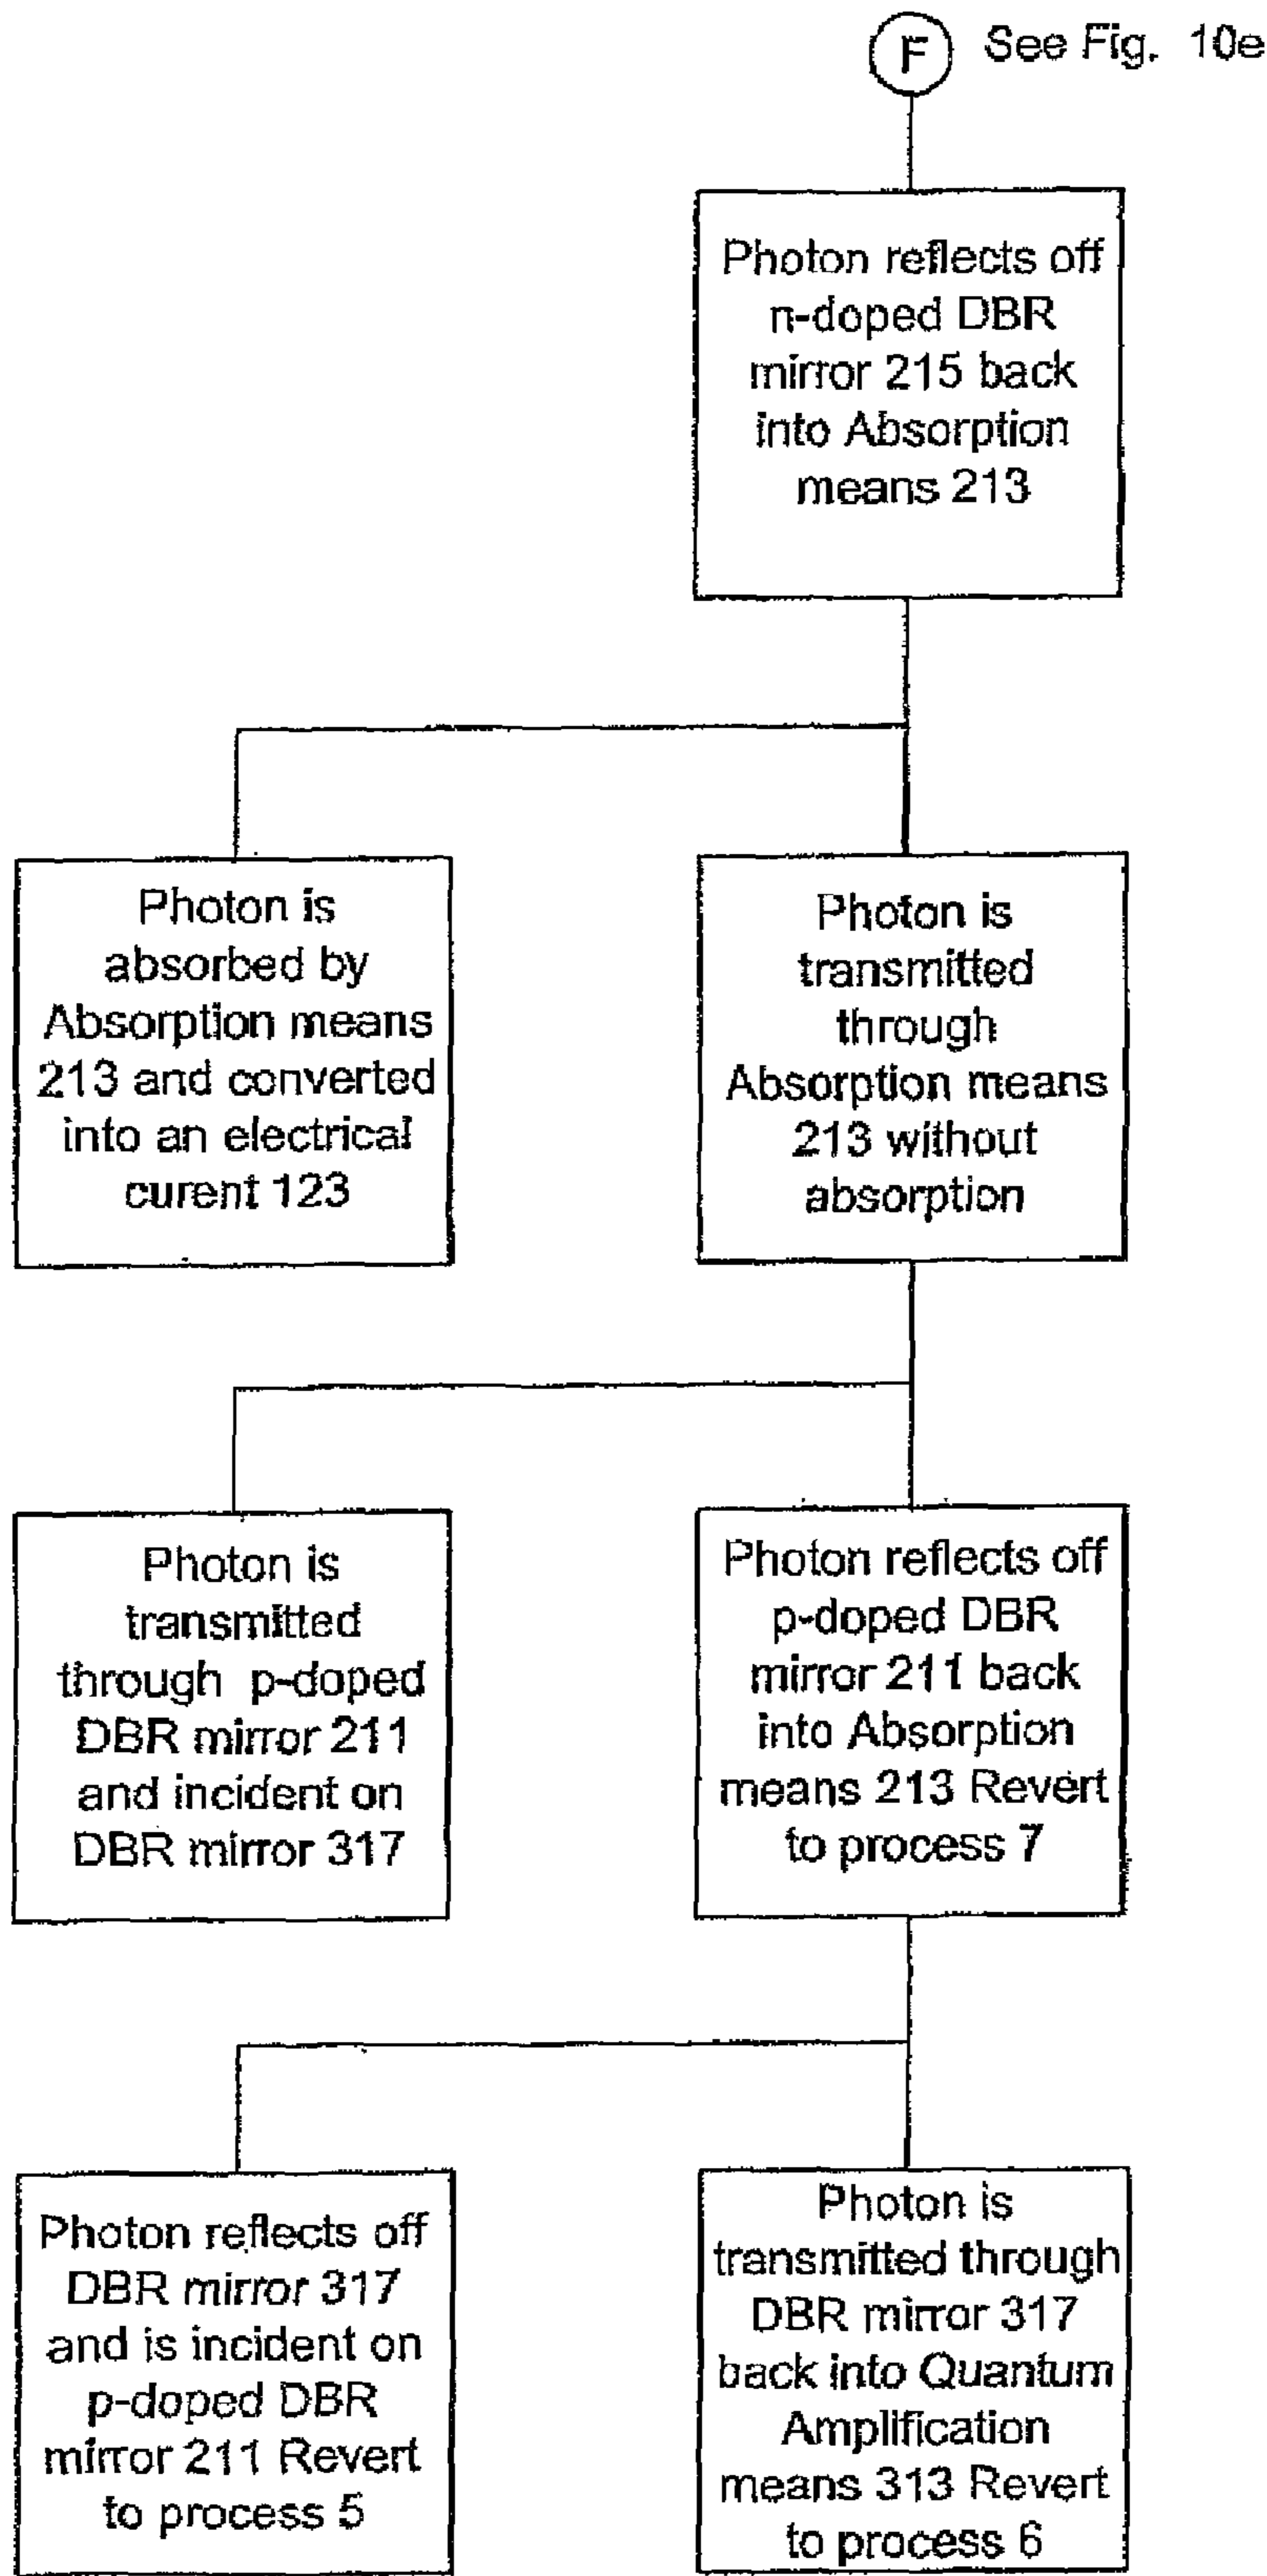 F See Fig. 10e
Photon reflects off
n-doped DBR
mirror 215 back
into Absorption
means 213
Photon is
absorbed by
Absorption means
213 and converted
into an electrical
curent 123
Photon is
transmitted
through
Absorption means
213 without
absorption
Photon is
transmitted
through p-doped
DBR mirror 211
and incident on
DBR mirror 317
Photon reflects off
p-doped DBR
mirror 211 back
into Absorption
means 213 Revert
to process 7
Photon reflects off
DBR mirror 317
and is incident on
p-doped DBR
mirror 211 Revert
to process 5
Photon is
transmitted through
DBR mirror 317
back into Quantum
Amplification
means 313 Revert
to process 6